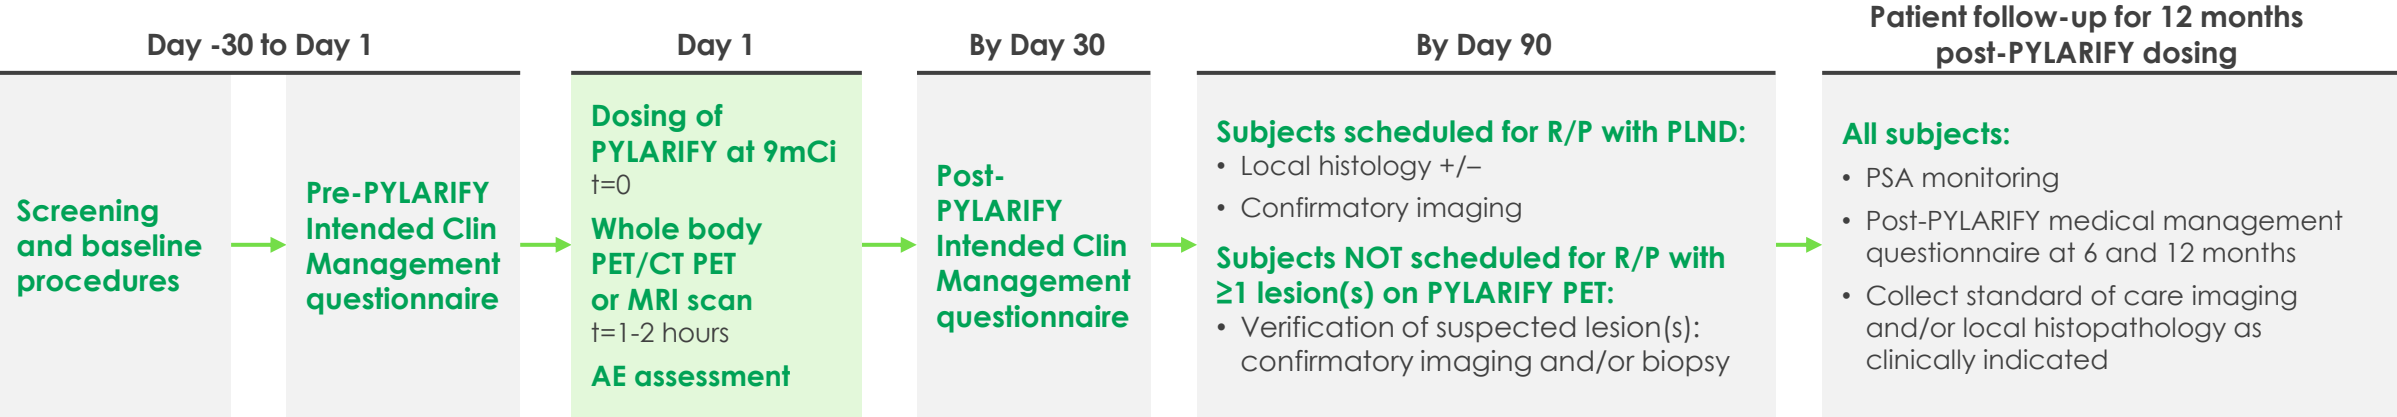 Day -30 to Day 1
Screening
and baseline
procedures
Pre-PYLARIFY
Intended Clin
Management
questionnaire
Day 1
Dosing of
PYLARIFY at 9mCi
t=0
Whole body
PET/CT PET
or MRI scan
t=1-2 hours
AE assessment
By Day 30
Post-
PYLARIFY
Intended Clin
Management
questionnaire
By Day 90
Subjects scheduled for R/P with PLND:
• Local histology +/–
• Confirmatory imaging
Subjects NOT scheduled for R/P with
≥1 lesion(s) on PYLARIFY PET:
• Verification of suspected lesion(s):
confirmatory imaging and/or biopsy
Patient follow-up for 12 months
post-PYLARIFY dosing
All subjects:
• PSA monitoring
• Post-PYLARIFY medical management
questionnaire at 6 and 12 months
• Collect standard of care imaging
and/or local histopathology as
clinically indicated